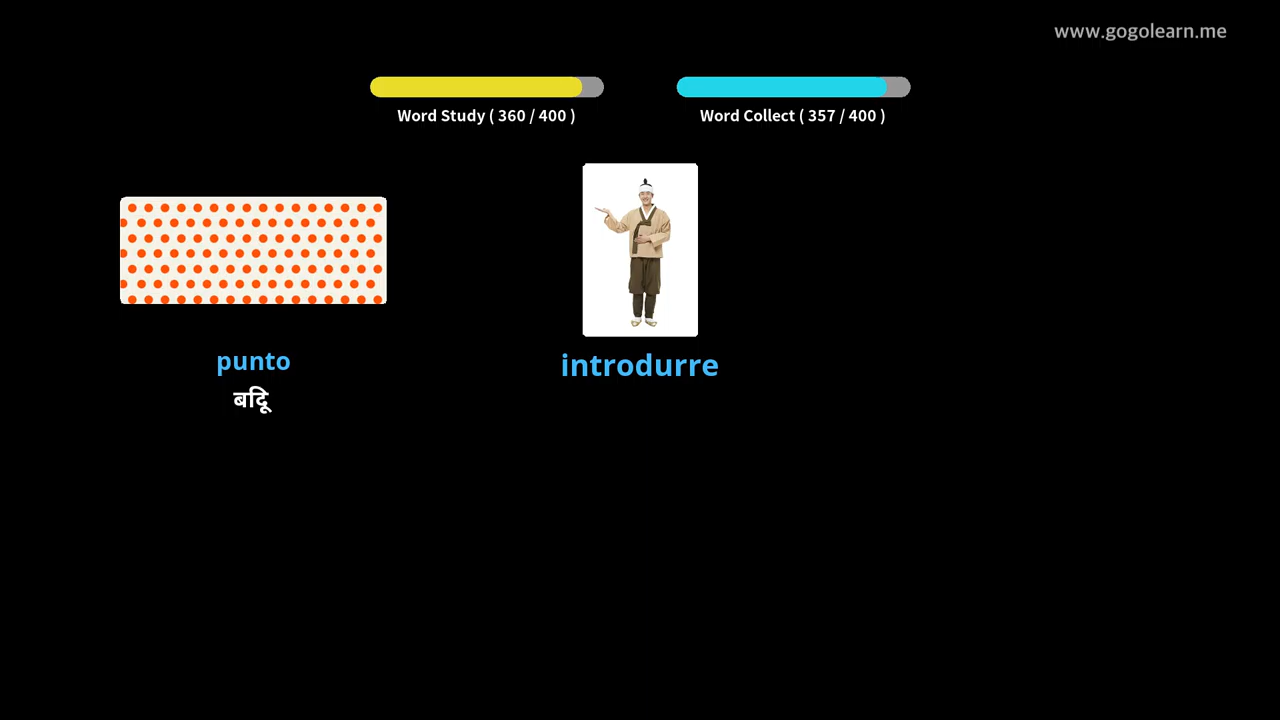 www.gogolearn.me
Word Study ( 360 / 400 )
Word Collect ( 357 / 400 )
punto
बिंदू
introdurre